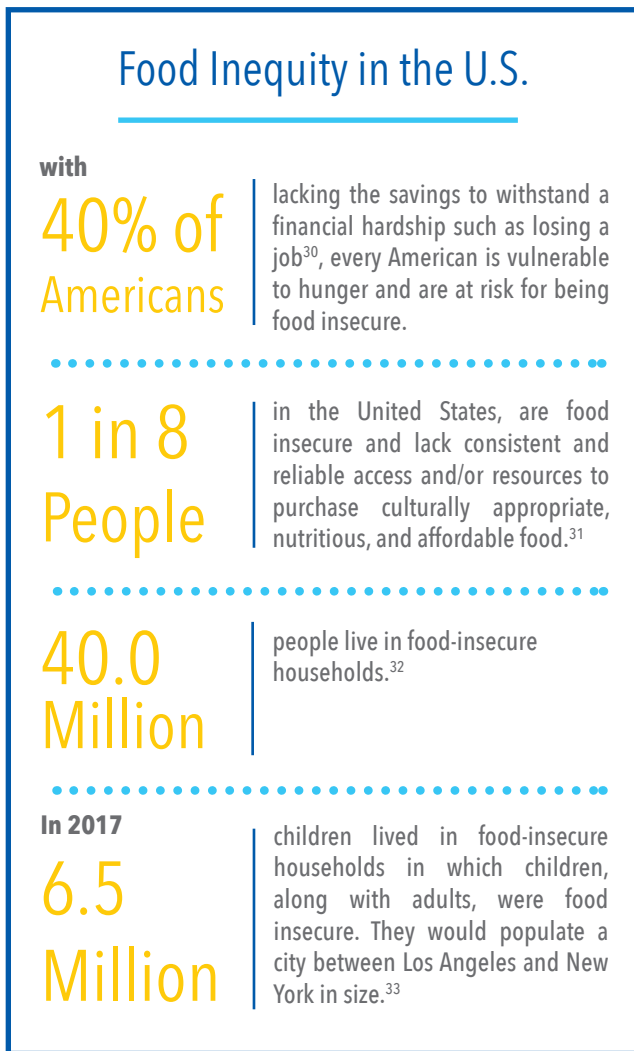 Food Inequity in the U.S.
with
40% of
Americans
lacking the savings to withstand a
financial hardship such as losing a
job30, every American is vulnerable
to hunger and are at risk for being
food insecure.
1 in 8
People
in the United States, are food
insecure and lack consistent and
reliable access and/or resources to
purchase culturally appropriate,
nutritious, and affordable food.31
40.0
Million
people live in food-insecure
households.32
In 2017
6.5
Million
children lived in food-insecure
households in which children,
along with adults, were food
insecure. They would populate a
city between Los Angeles and New
York in size.33